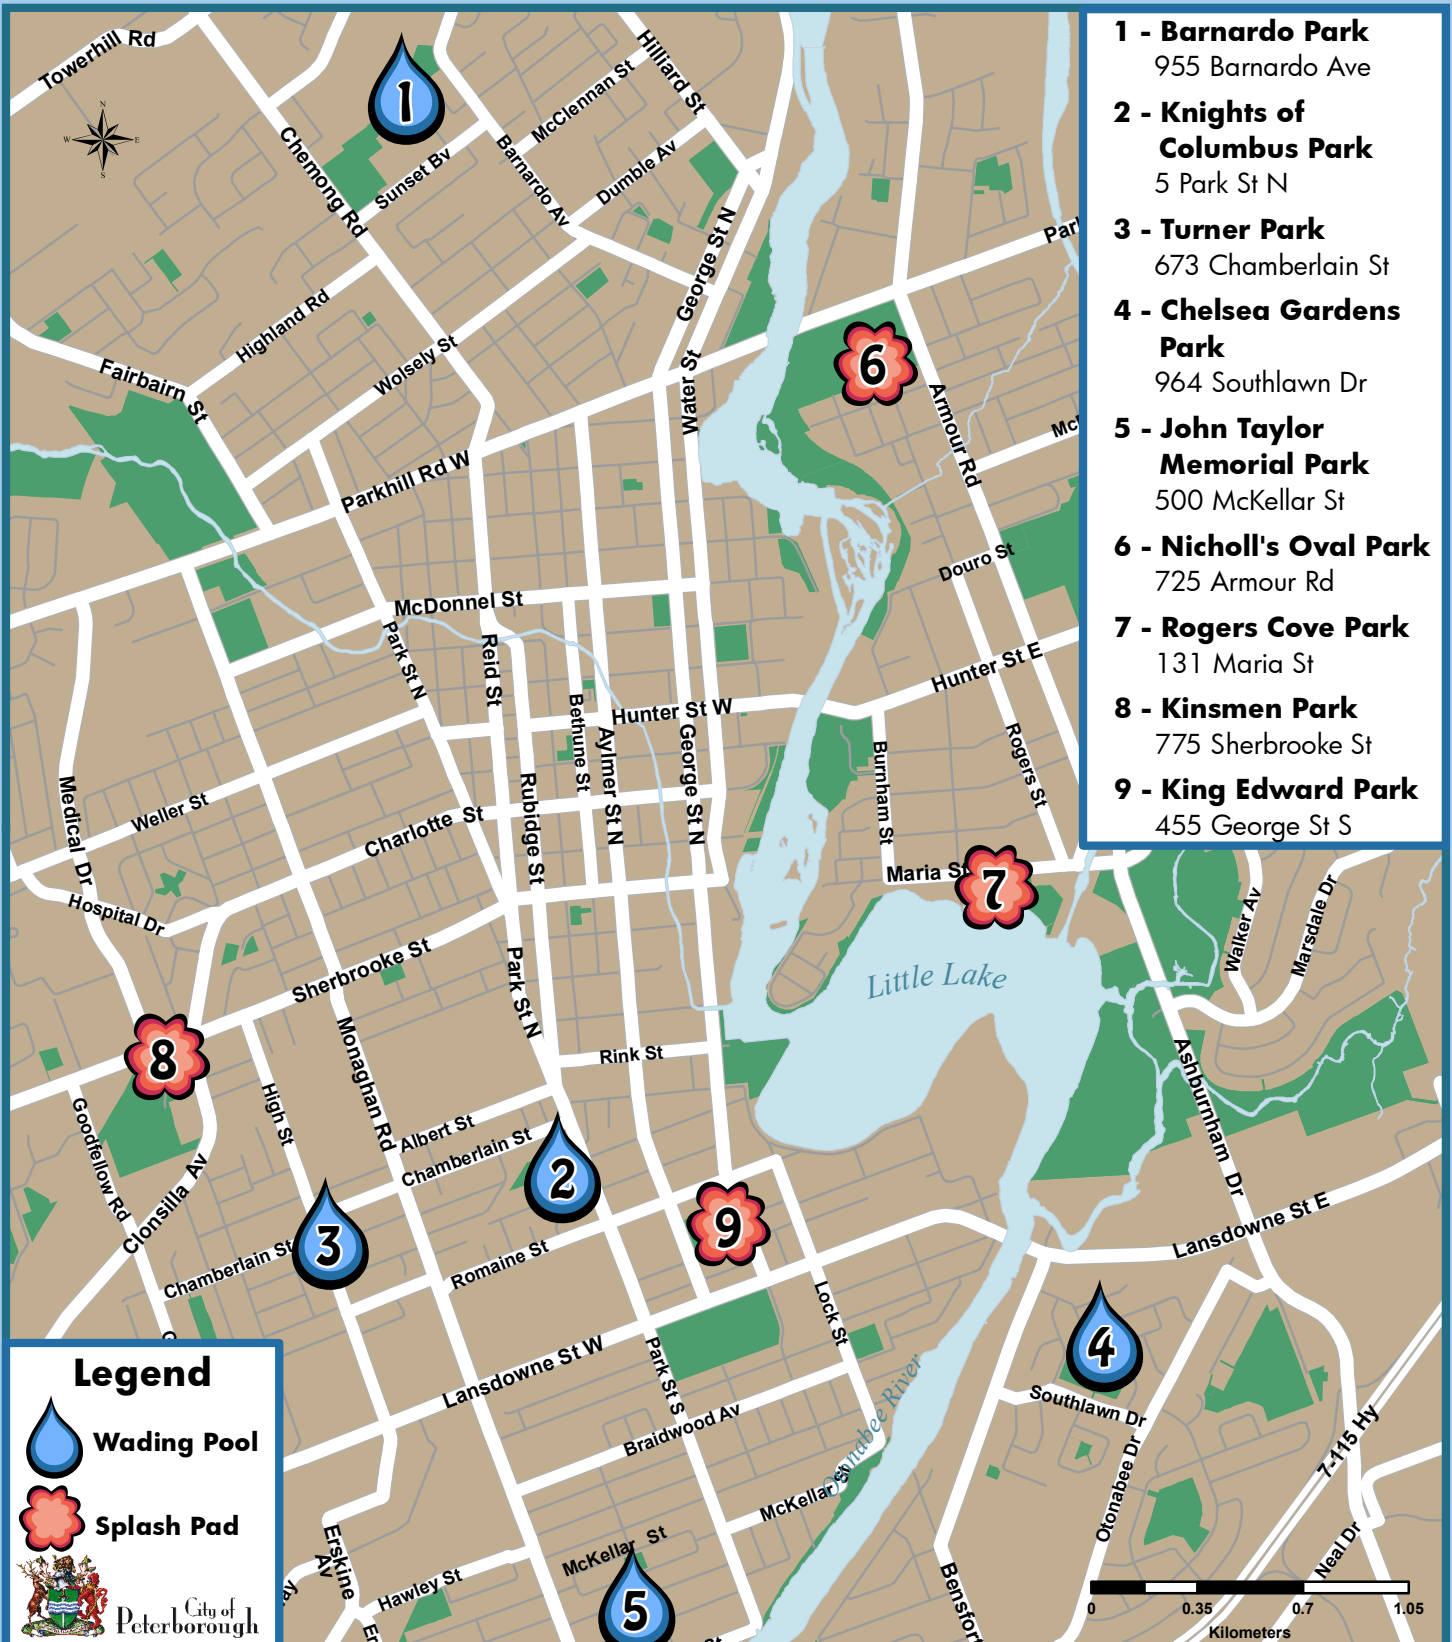 1 - Barnardo Park
955 Barnardo Ave
2 - Knights of
Columbus Park
5 Park St N
3 - Turner Park
673 Chamberlain St
4 - Chelsea Gardens
Park
964 Southlawn Dr
5 - John Taylor
Memorial Park
500 McKellar St
6 - Nicholl's Oval Park
725 Armour Rd
7 - Rogers Cove Park
131 Maria St
8 - Kinsmen Park
775 Sherbrooke St
9 - King Edward Park
455 George St S
Towerhill Rd
N
W
E
S
1
Hilliard St
McClennan St
Chemong Rd
Sunset Bv
Barnardo Av
Dumble Av
George St N
Highland Rd
Fairbairn St
Wolsely St
Water St
6
Armour Rd
Parkhill Rd W
McDonnel St
Douro St
Park St N
Reid St
Hunter St E
Hunter St W
Bethune St
Aylmer St N
George St N
Rubidge St
Burnham St
Rogers St
Medical Dr
Weller St
Charlotte St
Maria St
7
Hospital Dr
Walker Av
Marsdale Dr
Sherbrooke St
Park St N
Little Lake
8
Monaghan Rd
Rink St
High St
Goodfellow Rd
Albert St
Chamberlain St
Ashburnham Dr
Clonsilla Av
2
3
9
Chamberlain St
Romaine St
Lansdowne St E
Lock St
4
Lansdowne St W
Park St S
Southlawn Dr
Braidwood Av
Otonabee River
Otonabee Dr
7-115 Hy
McKellar St
McKellar St
5
Erskine Av
Hawley St
Neal Dr
0 0.35 0.7 1.05
Kilometers
Legend
Wading Pool
Splash Pad
City of
Peterborough